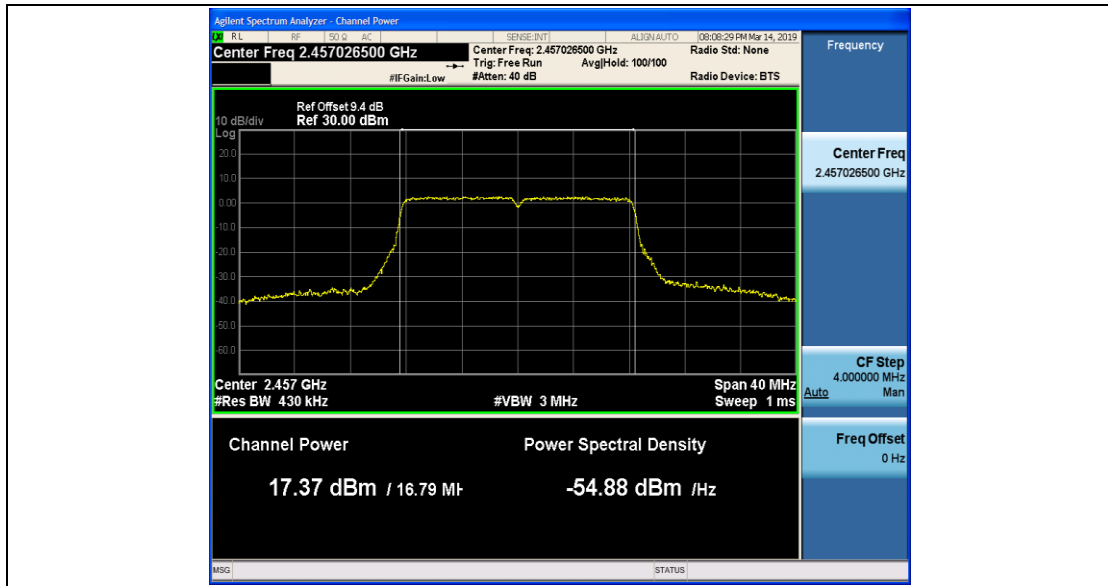 Agilent Spectrum Analyzer - Channel Power
LXI RL RF 50 Ω AC SENSE:INT ALIGN AUTO 08:08:29 PM Mar 14, 2019
Center Freq 2.457026500 GHz
Center Freq: 2.457026500 GHz
Radio Std: None
Trig: Free Run
Avg|Hold: 100/100
#IFGain:Low
#Atten: 40 dB
Radio Device: BTS
Ref Offset 9.4 dB
10 dB/div Ref 30.00 dBm
Log
20.0
10.0
0.00
-10.0
-20.0
-30.0
-40.0
-50.0
-60.0
Center 2.457 GHz
Span 40 MHz
#Res BW 430 kHz
#VBW 3 MHz
Sweep 1 ms
Channel Power
Power Spectral Density
17.37 dBm / 16.79 MH
-54.88 dBm /Hz
MSG
STATUS
Frequency
Center Freq
2.457026500 GHz
CF Step
4.000000 MHz
Auto Man
Freq Offset
0 Hz